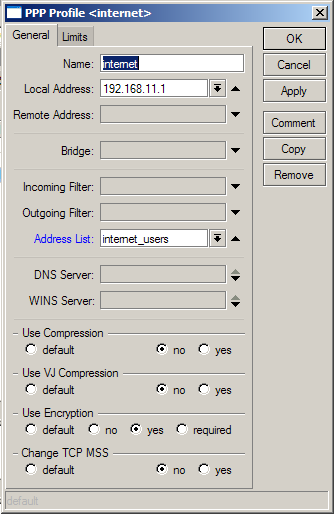 PPP Profile <internet>
General Limits
OK
Name: internet
Cancel
Local Address: 192.168.11.1
Apply
Remote Address:
Comment
Bridge:
Copy
Remove
Incoming Filter:
Outgoing Filter:
Address List: internet_users
DNS Server:
WINS Server:
Use Compression
default no yes
Use VJ Compression
default no yes
Use Encryption
default no yes required
Change TCP MSS
default no yes
default